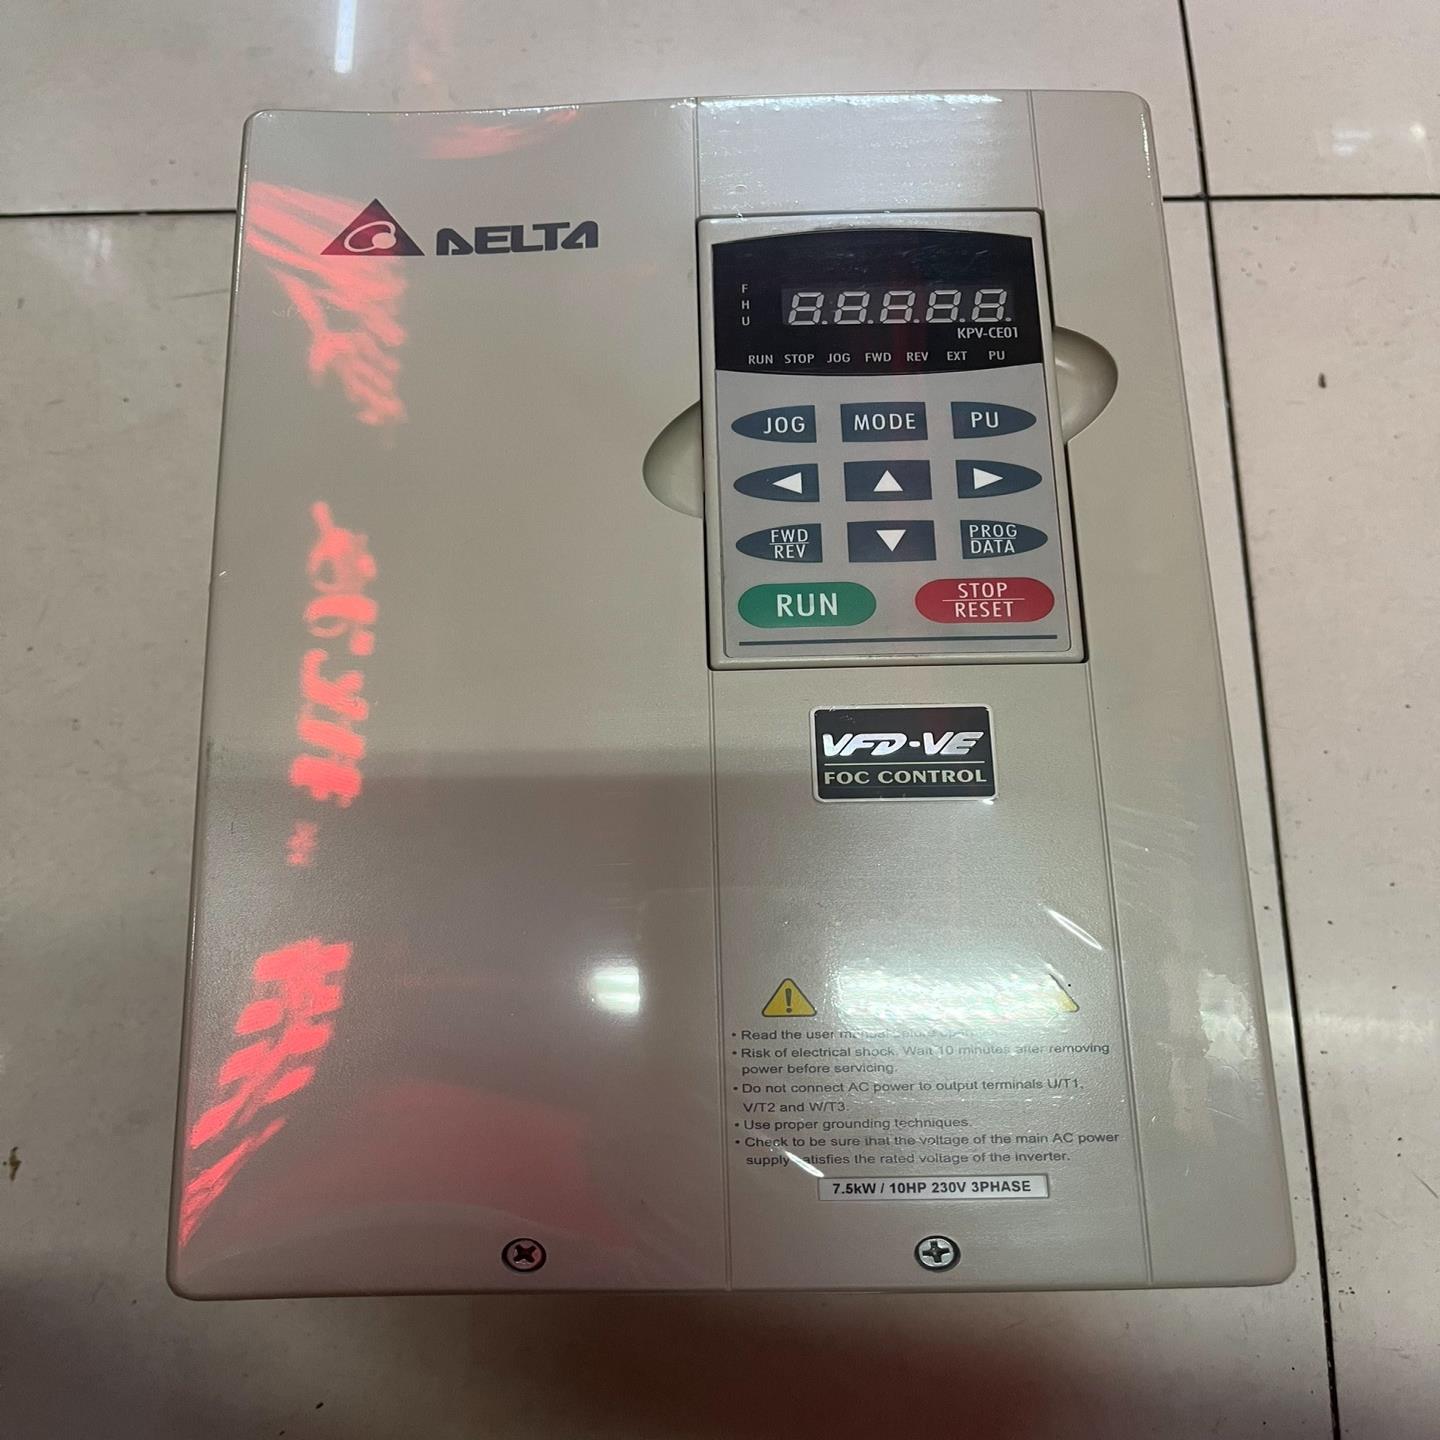 DELTA
F
H
U
8.8.8.8.8.
KPV-CE01
RUN STOP JOG FWD REV EXT PU
JOG MODE PU
FWD
REV
PROG
DATA
RUN
STOP
RESET
VFD-VE
FOC CONTROL
• Read the user manual
• Risk of electrical shock. Wait 10 minutes after removing
power before servicing.
• Do not connect AC power to output terminals U/T1,
V/T2 and W/T3.
• Use proper grounding techniques.
• Check to be sure that the voltage of the main AC power
supply satisfies the rated voltage of the inverter.
7.5kW / 10HP 230V 3PHASE